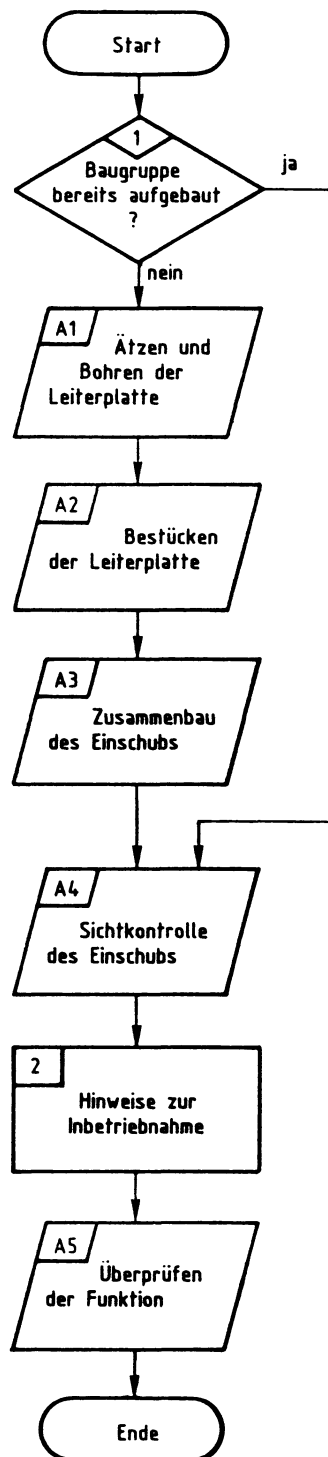 Start
1
Baugruppe
bereits aufgebaut
?
ja
nein
A1
Ätzen und
Bohren der
Leiterplatte
A2
Bestücken
der Leiterplatte
A3
Zusammenbau
des Einschubs
A4
Sichtkontrolle
des Einschubs
2
Hinweise zur
Inbetriebnahme
A5
Überprüfen
der Funktion
Ende